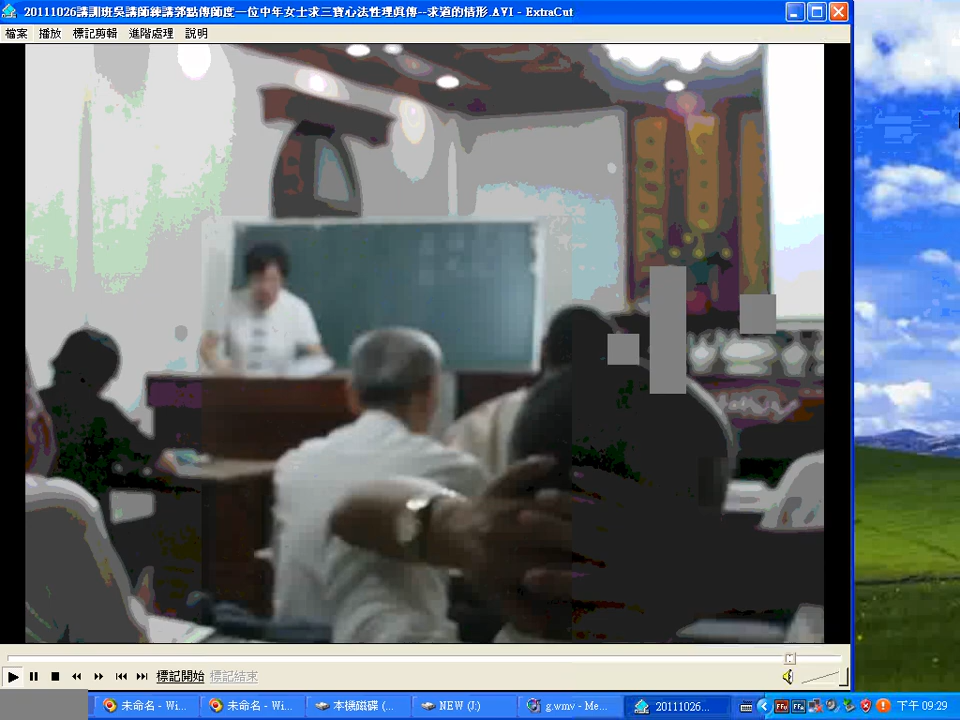 20111026講訓班吳講師練講郭點傳師度一位中年女士求三寶心法性理真傳--求道的情形.AVI - ExtraCut
檔案 播放 標記剪輯 進階處理 說明
標記開始 標記結束
未命名 - Wi... 未命名 - Wi... 本機磁碟 (... NEW (J:) g.wmv - Me... 20111026... 下午 09:29